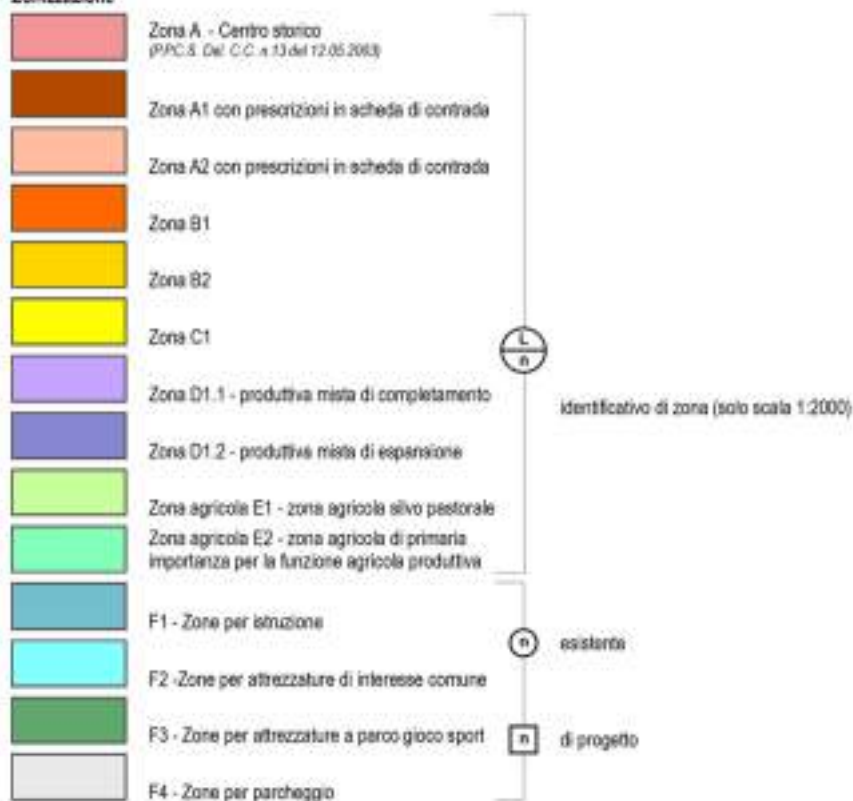 Zonizzazione
Zona A - Centro storico
(P.P.C.S. Del. C.C. n 13 del 12.05.2003)
Zona A1 con prescrizioni in scheda di contrada
Zona A2 con prescrizioni in scheda di contrada
Zona B1
Zona B2
Zona C1
L
n
Zona D1.1 - produttiva mista di completamento
identificativo di zona (solo scala 1:2000)
Zona D1.2 - produttiva mista di espansione
Zona agricola E1 - zona agricola silvo pastorale
Zona agricola E2 - zona agricola di primaria
importanza per la funzione agricola produttiva
F1 - Zone per istruzione
n esistente
F2 -Zone per attrezzature di interesse comune
F3 - Zone per attrezzature a parco gioco sport
n di progetto
F4 - Zone per parcheggio